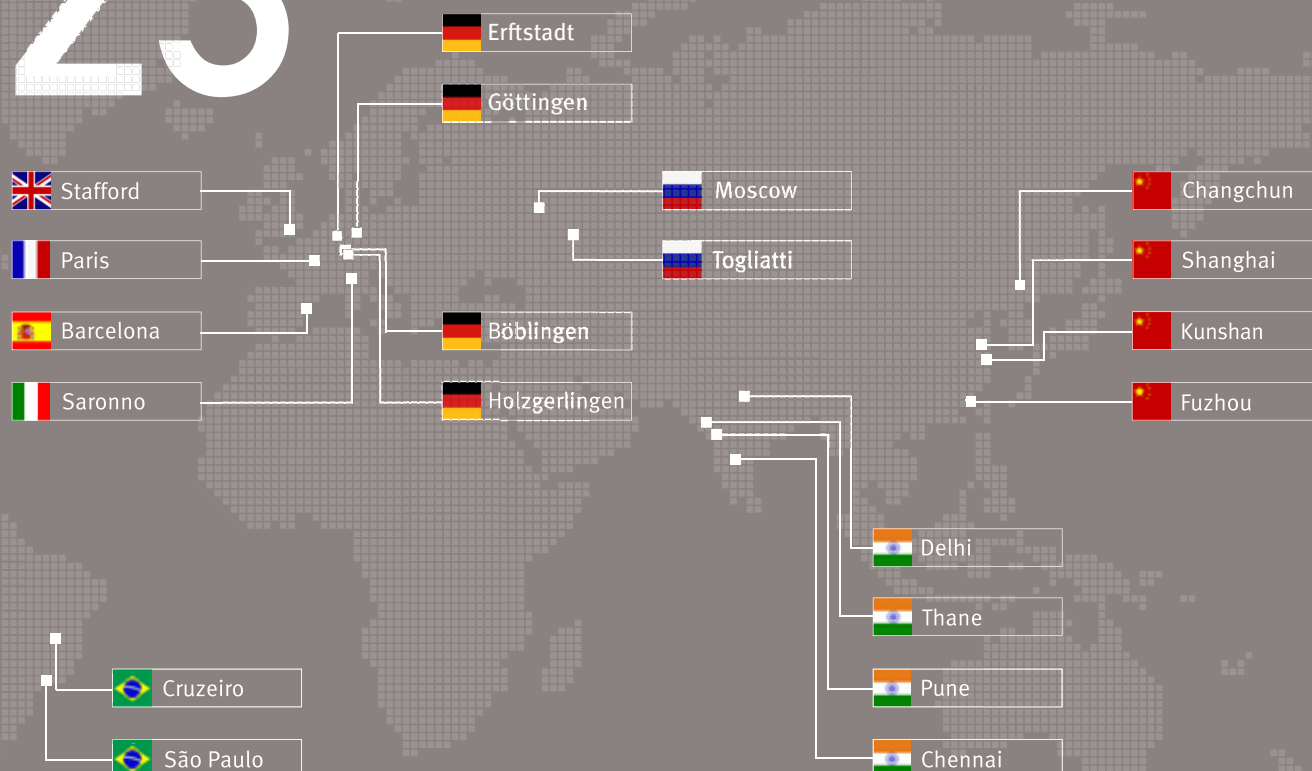 23
Erftstadt
Göttingen
Stafford
Paris
Barcelona
Saronno
Böblingen
Holzgerlingen
Moscow
Togliatti
Changchun
Shanghai
Kunshan
Fuzhou
Delhi
Thane
Pune
Chennai
Cruzeiro
São Paulo